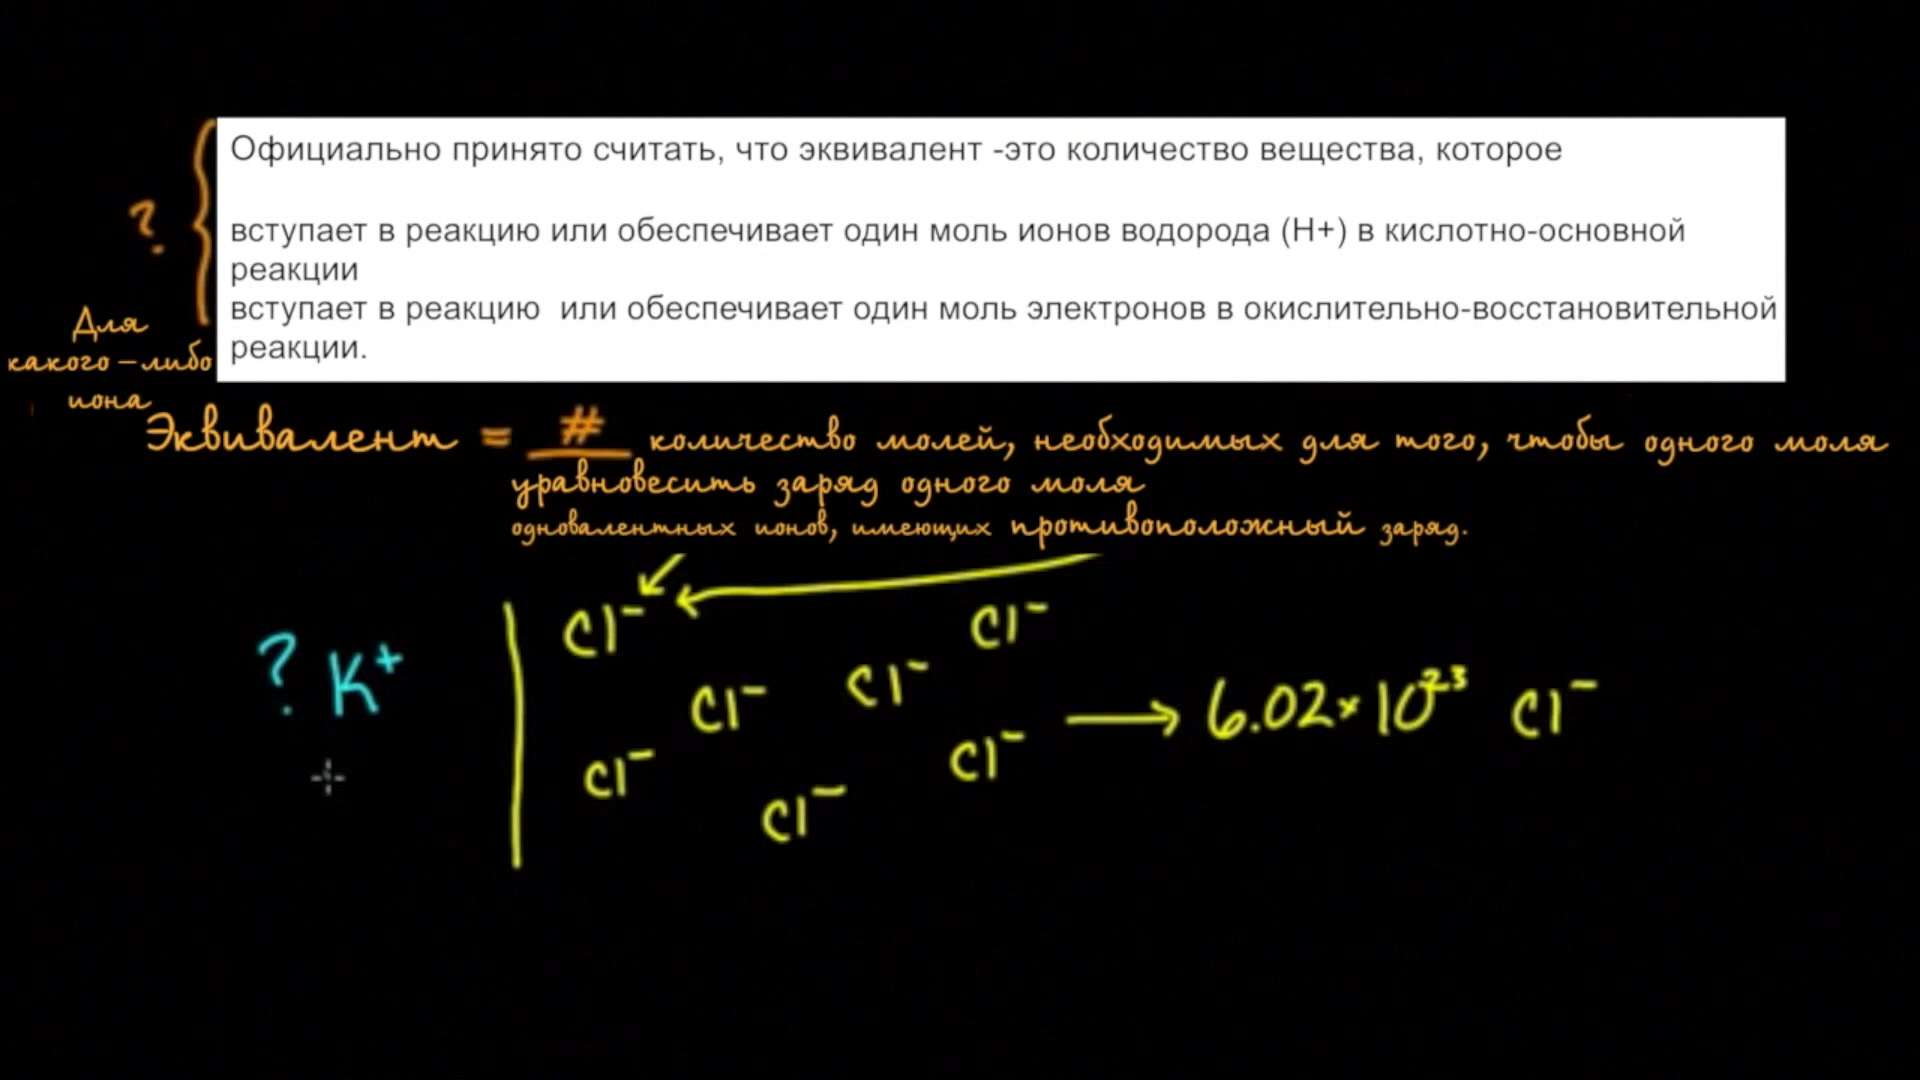 Официально принято считать, что эквивалент -это количество вещества, которое
вступает в реакцию или обеспечивает один моль ионов водорода (H+) в кислотно-основной
реакции
вступает в реакцию  или обеспечивает один моль электронов в окислительно-восстановительной
реакции.
?
Для
какого-либо
иона
Эквивалент = # количество молей, необходимых для того, чтобы одного моля
уравновесить заряд одного моля
одновалентных ионов, имеющих противоположный заряд.
? K⁺
Cl⁻ Cl⁻
Cl⁻ Cl⁻ → 6.02×10²³ Cl⁻
Cl⁻ Cl⁻
Cl⁻